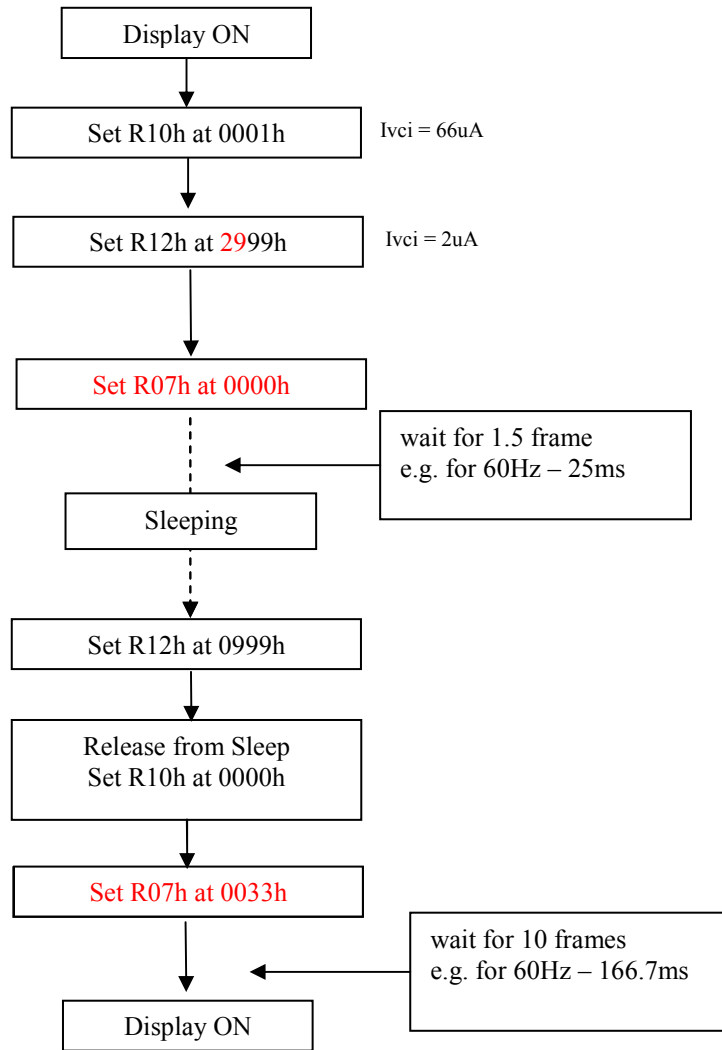 Display ON
Set R10h at 0001h
Ivci = 66uA
Set R12h at 2999h
Ivci = 2uA
Set R07h at 0000h
wait for 1.5 frame
e.g. for 60Hz – 25ms
Sleeping
Set R12h at 0999h
Release from Sleep
Set R10h at 0000h
Set R07h at 0033h
wait for 10 frames
e.g. for 60Hz – 166.7ms
Display ON